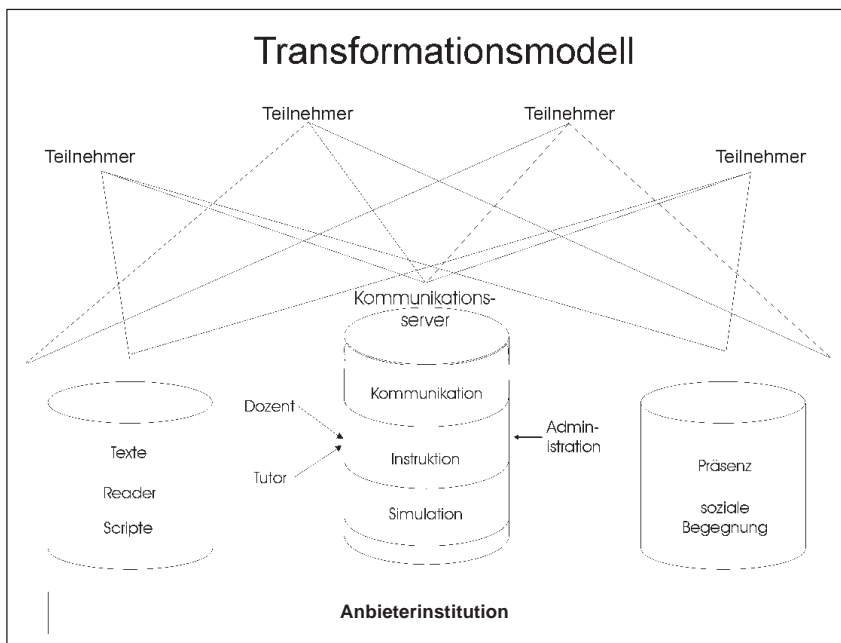 Transformationsmodell
Teilnehmer
Teilnehmer
Teilnehmer
Teilnehmer
Kommunikations-
server
Kommunikation
Dozent
Admin-
istration
Texte
Instruktion
Präsenz
Tutor
Reader
Simulation
soziale
Begegnung
Scripte
Anbieterinstitution